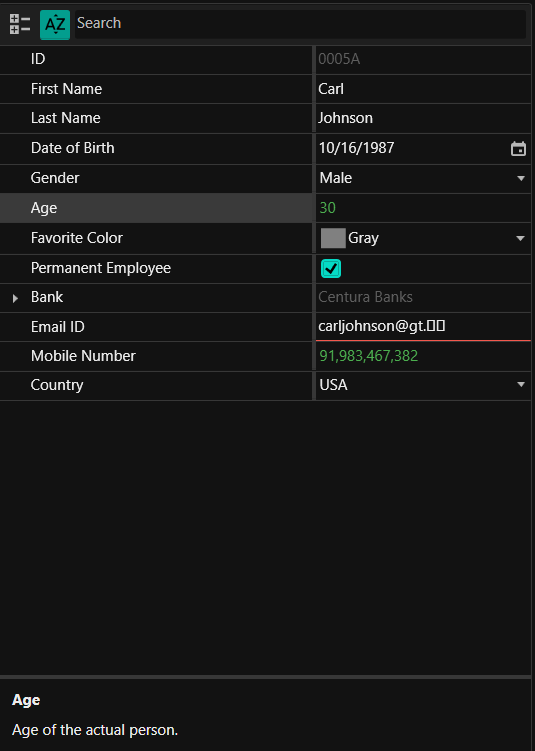 AZ Search
ID 0005A
First Name Carl
Last Name Johnson
Date of Birth 10/16/1987
Gender Male
Age 30
Favorite Color Gray
Permanent Employee
Bank Centura Banks
Email ID carljohnson@gt.▯▯
Mobile Number 91,983,467,382
Country USA
Age
Age of the actual person.